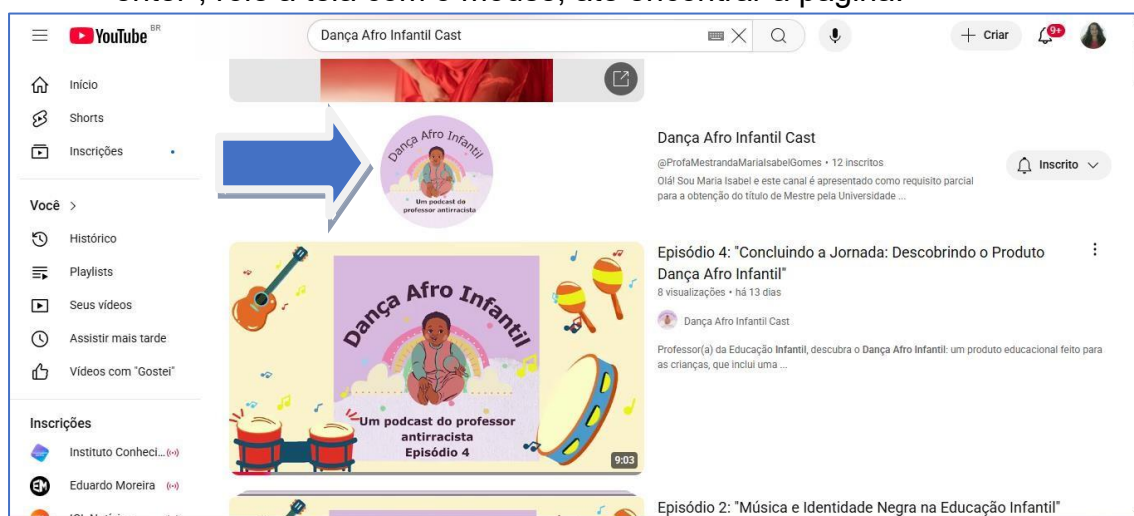 enter", role a tela com o mouse, até encontrar a página.
YouTube BR
Dança Afro Infantil Cast
Criar
9+
Início
Shorts
Inscrições
Você
Histórico
Playlists
Seus vídeos
Assistir mais tarde
Vídeos com "Gostei"
Inscrições
Instituto Conheci...
EM
Eduardo Moreira
Dança Afro Infantil
Um podcast do
professor antirracista
Dança Afro Infantil Cast
@ProfaMestrandaMariaIsabelGomes • 12 inscritos
Olá! Sou Maria Isabel e este canal é apresentado como requisito parcial
para a obtenção do título de Mestre pela Universidade ...
Inscrito
Dança Afro Infantil
Um podcast do professor
antirracista
Episódio 4
9:03
Episódio 4: "Concluindo a Jornada: Descobrindo o Produto
Dança Afro Infantil"
8 visualizações • há 13 dias
Dança Afro Infantil Cast
Professor(a) da Educação Infantil, descubra o Dança Afro Infantil: um produto educacional feito para
as crianças, que inclui uma ...
Episódio 2: "Música e Identidade Negra na Educação Infantil"